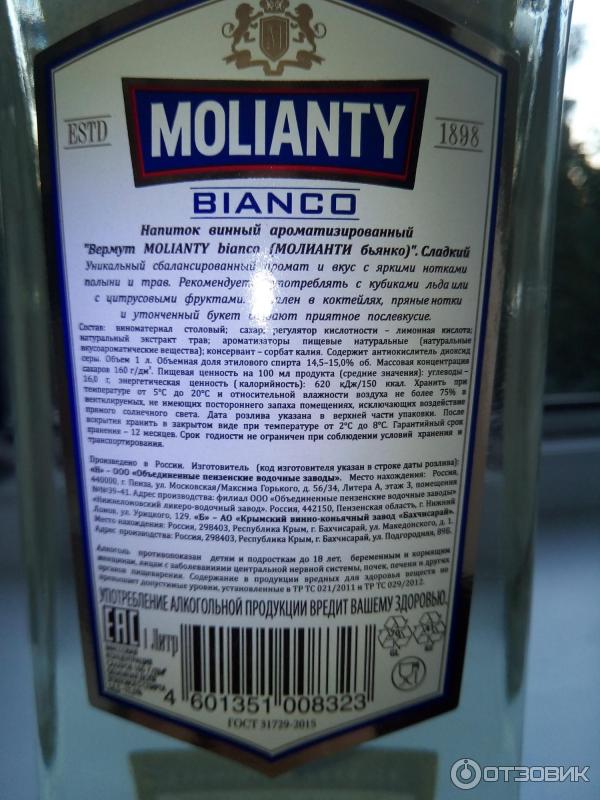 ESTD
MOLIANTY
1898
BIANCO
Напиток винный ароматизированный
"Вермут MOLIANTY bianco (МОЛИАНТИ бьянко)". Сладкий
Уникальный сбалансированный аромат и вкус с яркими нотками
полыни и трав. Рекомендуется употреблять с кубиками льда или
с цитрусовыми фруктами. в коктейлях, пряные нотки
и утонченный букет приятное послевкусие.
Состав: виноматериал столовый; сахар, регулятор кислотности – лимонная кислота;
натуральный экстракт трав; ароматизаторы пищевые натуральные (натуральные
вкусоароматические вещества); консервант – сорбат калия. Содержит антиокислитель диоксид
серы. Объем 1 л. Объемная доля этилового спирта 14,5–15,0% об. Массовая концентрация
сахаров 160 г/дм³. Пищевая ценность на 100 мл продукта (средние значения): углеводы –
16,0 г, энергетическая ценность (калорийность): 620 кДж/150 ккал. Хранить при
температуре от 5°С до 20°С и относительной влажности воздуха не более 75% в
вентилируемых, не имеющих постороннего запаха помещениях, исключающих воздействие
прямого солнечного света. Дата розлива указана в верхней части упаковки. После
вскрытия хранить в закрытом виде при температуре от 2°С до 8°С. Гарантийный срок
хранения – 12 месяцев. Срок годности не ограничен при соблюдении условий хранения и
транспортирования.
Произведено в России. Изготовитель (код изготовителя указан в строке даты розлива):
«Н» – ООО «Объединенные пензенские водочные заводы». Место нахождения: Россия,
440000, г. Пенза, ул. Московская/Максима Горького, д. 56/34, Литера А, этаж 3, помещения
№№39-41. Адрес производства: филиал ООО «Объединенные пензенские водочные заводы»
«Нижнеломовский ликеро-водочный завод», Россия, 442150, Пензенская область, г. Нижний
Ломов, ул. Урицкого, 129. «Б» – АО «Крымский винно-коньячный завод «Бахчисарай».
Место нахождения: Россия, 298403, Республика Крым, г. Бахчисарай, ул. Македонского, д. 1.
Адрес производства: Россия, 298403, Республика Крым, г. Бахчисарай, ул. Подгородняя, 89Б.
Алкоголь противопоказан детям и подросткам до 18 лет, беременным и кормящим
женщинам, лицам с заболеваниями центральной нервной системы, почек, печени и других
органов пищеварения. Содержание в продукции вредных для здоровья веществ не
превышает допустимые уровни, установленные в ТР ТС 021/2011 и ТР ТС 029/2012.
УПОТРЕБЛЕНИЕ АЛКОГОЛЬНОЙ ПРОДУКЦИИ ВРЕДИТ ВАШЕМУ ЗДОРОВЬЮ.
ЕАС
1 Литр
4 601351 008323
ГОСТ 31729-2015
ОТЗОВИК